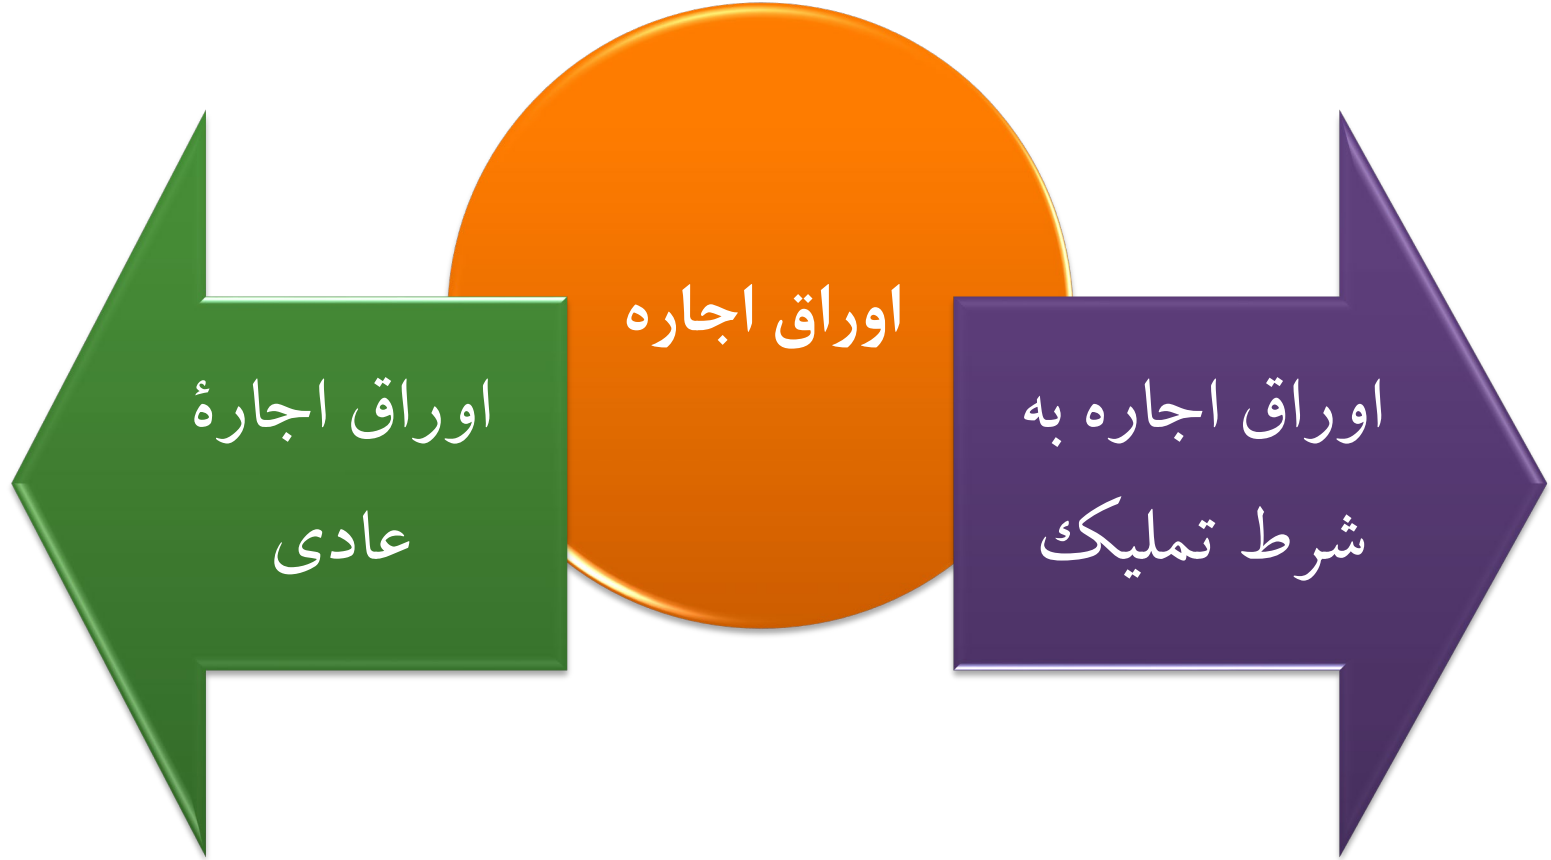 اوراق اجاره
اوراق اجاره به
شرط تملیک
اوراق اجارهٔ
عادی